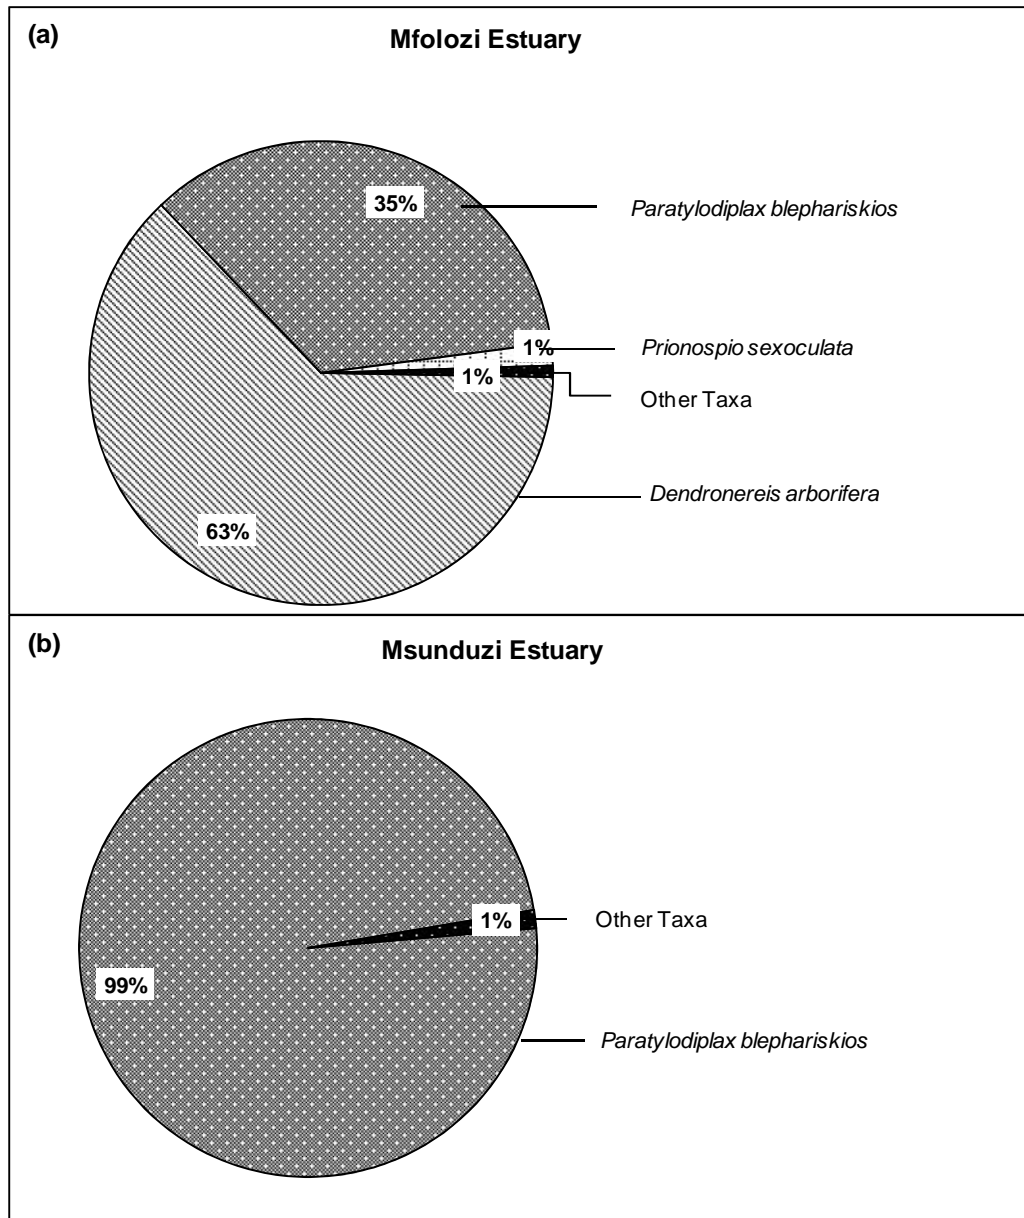 (a)
Mfolozi Estuary
35%
Paratylodiplax blephariskios
1%
Prionospio sexoculata
1%
Other Taxa
Dendronereis arborifera
63%
(b)
Msunduzi Estuary
1%
Other Taxa
99%
Paratylodiplax blephariskios